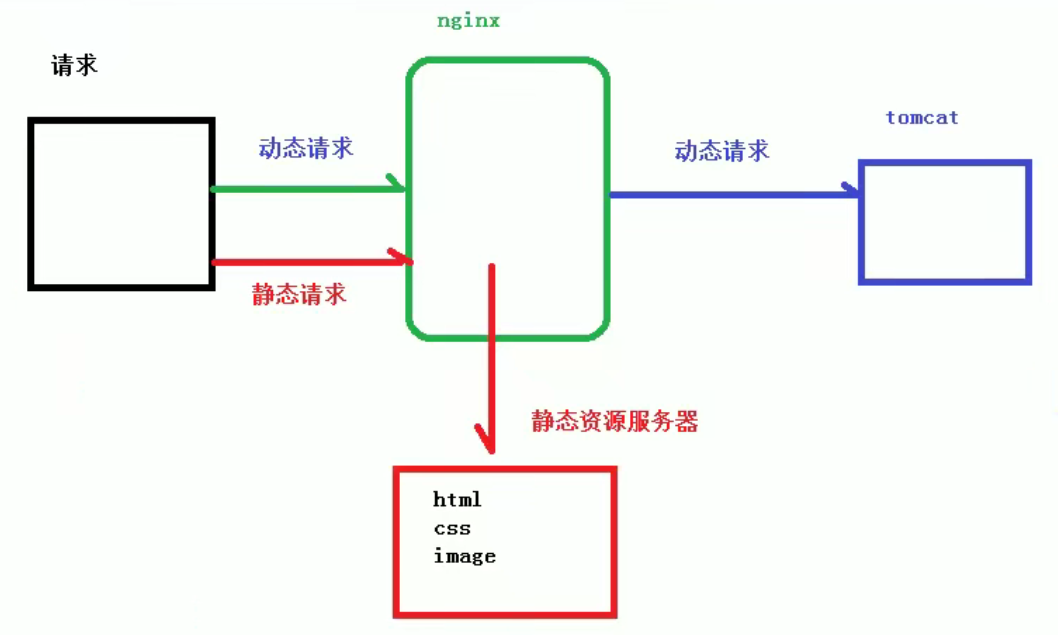 nginx
请求
tomcat
动态请求
动态请求
静态请求
静态资源服务器
html
css
image